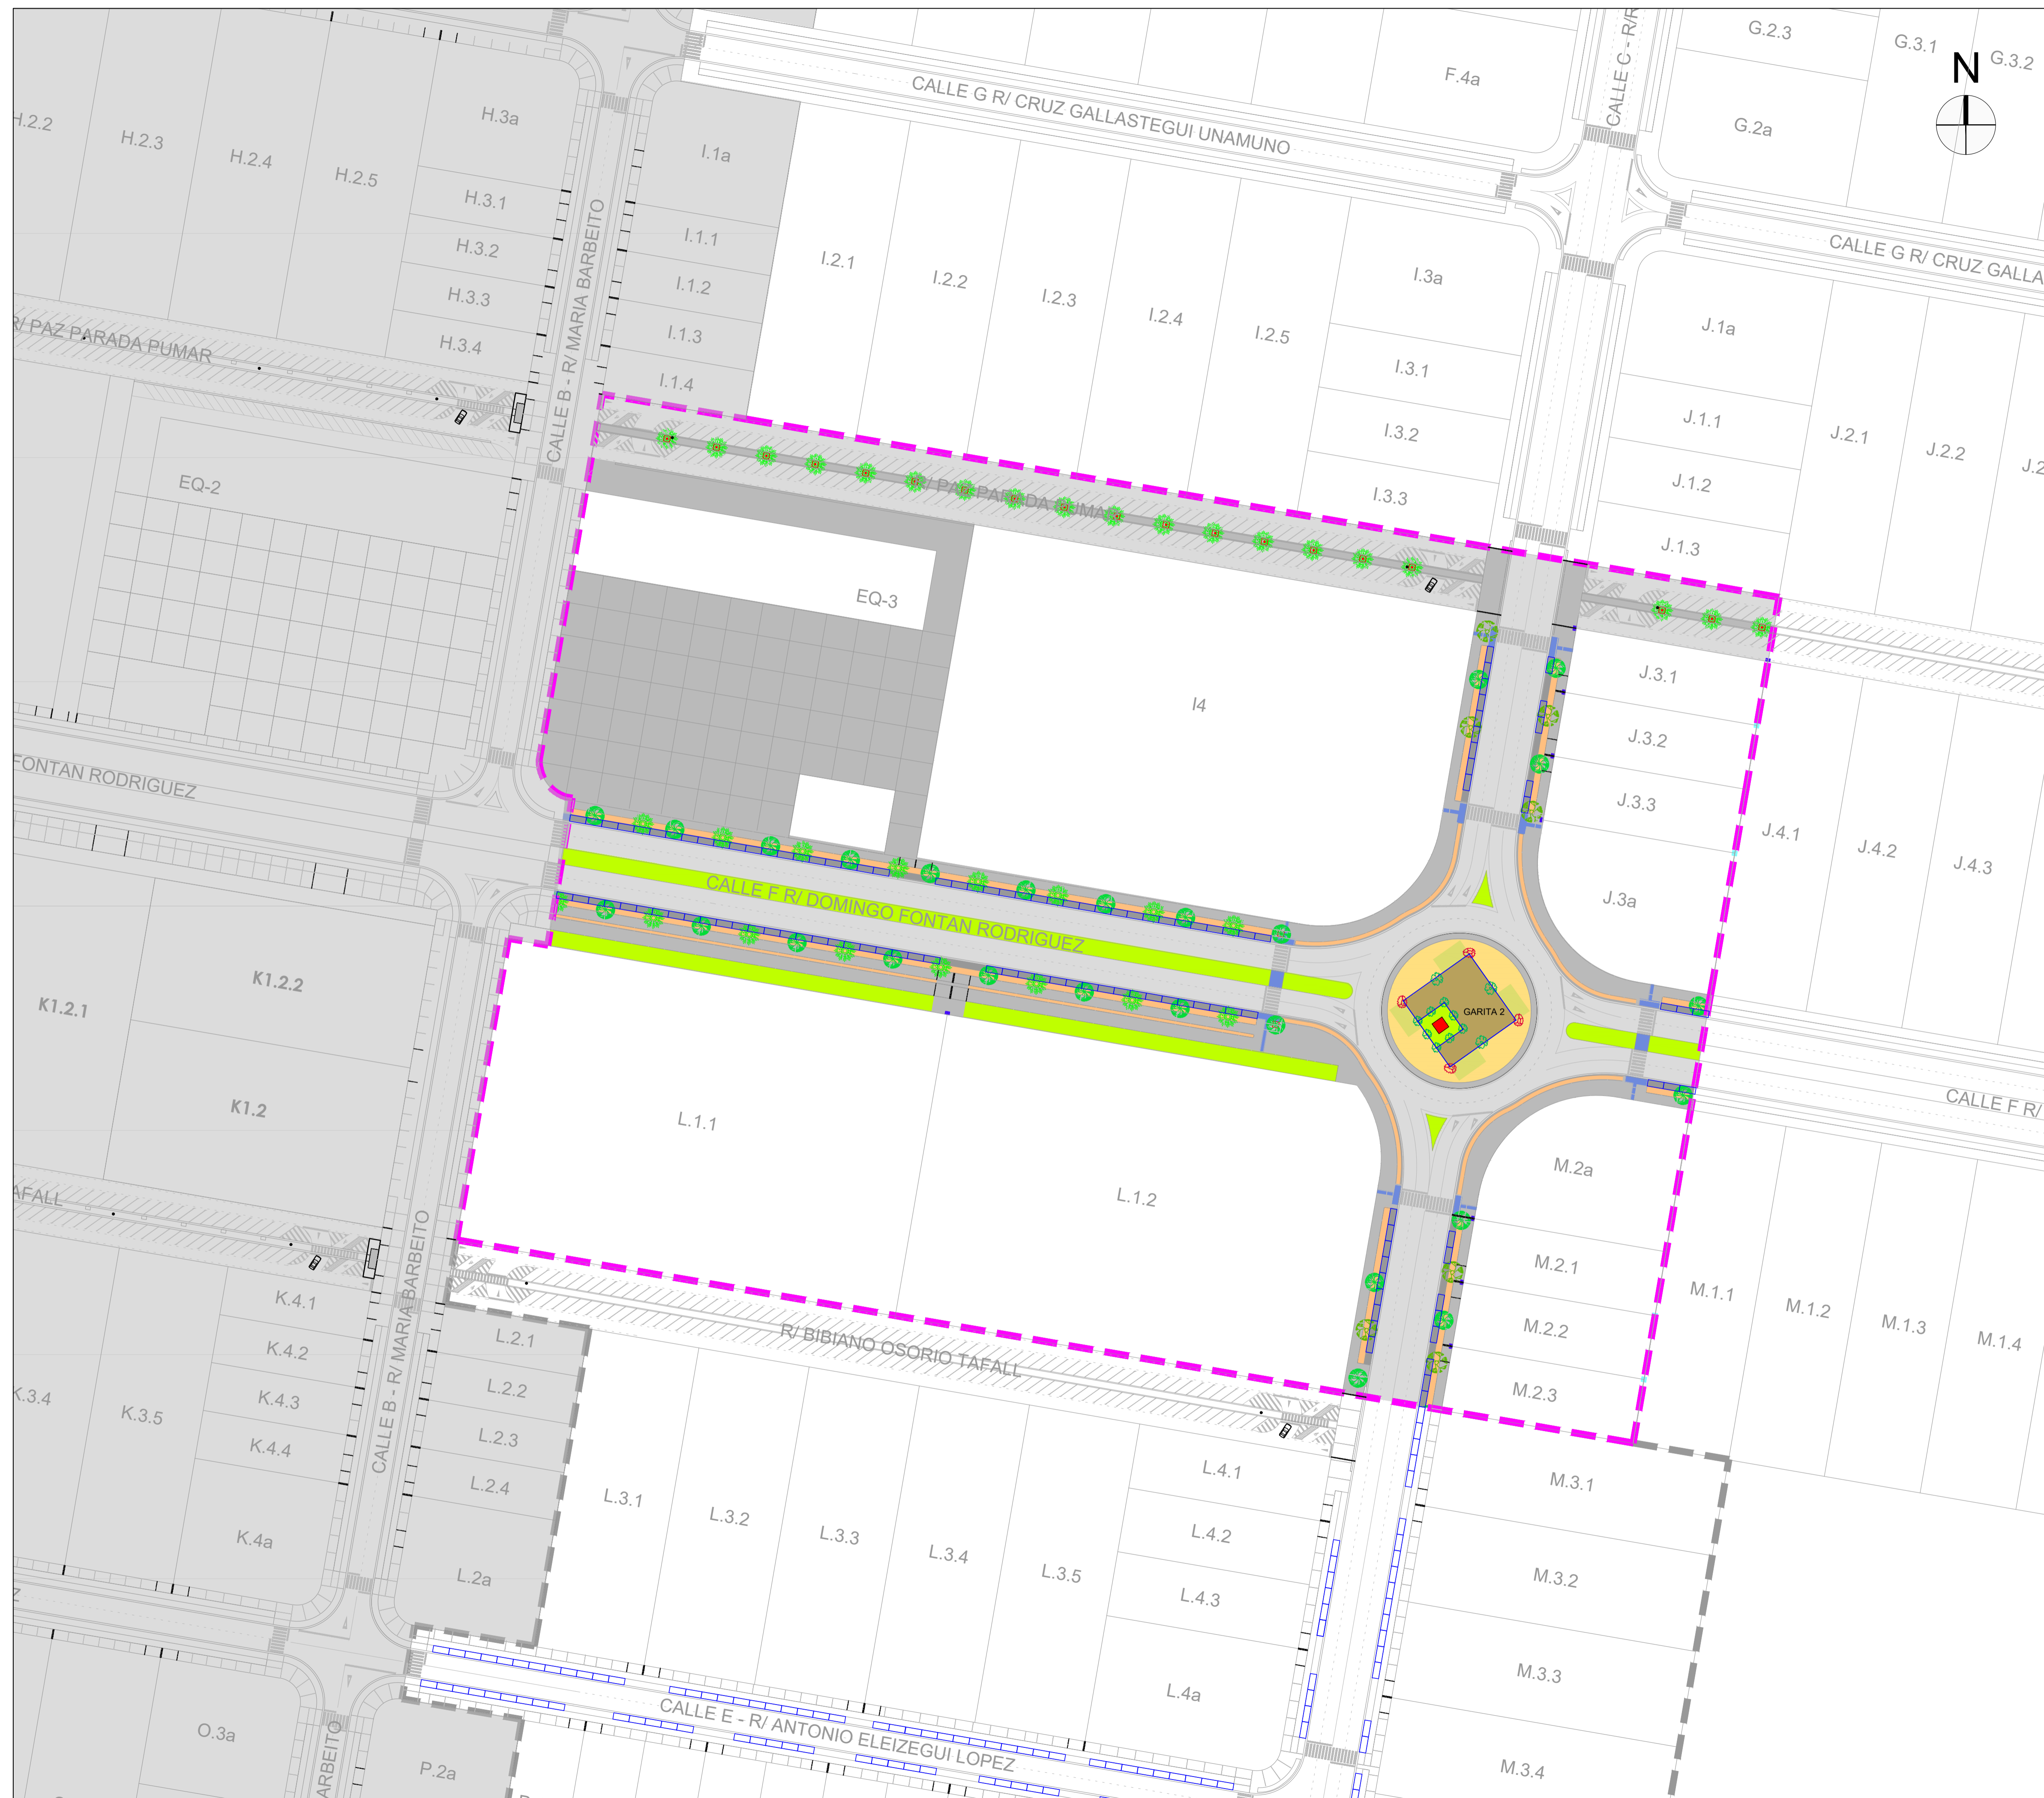 G.2.3
G.3.1
G.3.2
N
F.4a
CALLE C - R/
G.2a
CALLE G R/ CRUZ GALLASTEGUI UNAMUNO
H.3a
H.2.2
H.2.3
H.2.4
H.2.5
I.1a
H.3.1
H.3.2
H.3.3
H.3.4
I.1.1
I.1.2
I.1.3
I.1.4
CALLE B - R/ MARIA BARBEITO
I.2.1
I.2.2
I.2.3
I.2.4
I.2.5
I.3a
I.3.1
I.3.2
I.3.3
CALLE G R/ CRUZ GALLA
J.1a
J.1.1
J.1.2
J.1.3
J.2.1
J.2.2
J.2
R/ PAZ PARADA PUMAR
R/ PAZ PARADA PUMAR
EQ-2
EQ-3
I4
J.3.1
J.3.2
J.3.3
J.3a
J.4.1
J.4.2
J.4.3
FONTAN RODRIGUEZ
CALLE F R/ DOMINGO FONTAN RODRIGUEZ
GARITA 2
K1.2.1
K1.2.2
K1.2
L.1.1
L.1.2
CALLE F R/
M.2a
M.2.1
M.2.2
M.2.3
M.1.1
M.1.2
M.1.3
M.1.4
AFALL
CALLE B - R/ MARIA BARBEITO
R/ BIBIANO OSORIO TAFALL
K.3.4
K.3.5
K.4.1
K.4.2
K.4.3
K.4.4
K.4a
L.2.1
L.2.2
L.2.3
L.2.4
L.2a
L.3.1
L.3.2
L.3.3
L.3.4
L.3.5
L.4.1
L.4.2
L.4.3
L.4a
M.3.1
M.3.2
M.3.3
M.3.4
Z
CALLE E - R/ ANTONIO ELEIZEGUI LOPEZ
O.3a
P.2a
ARBEITO